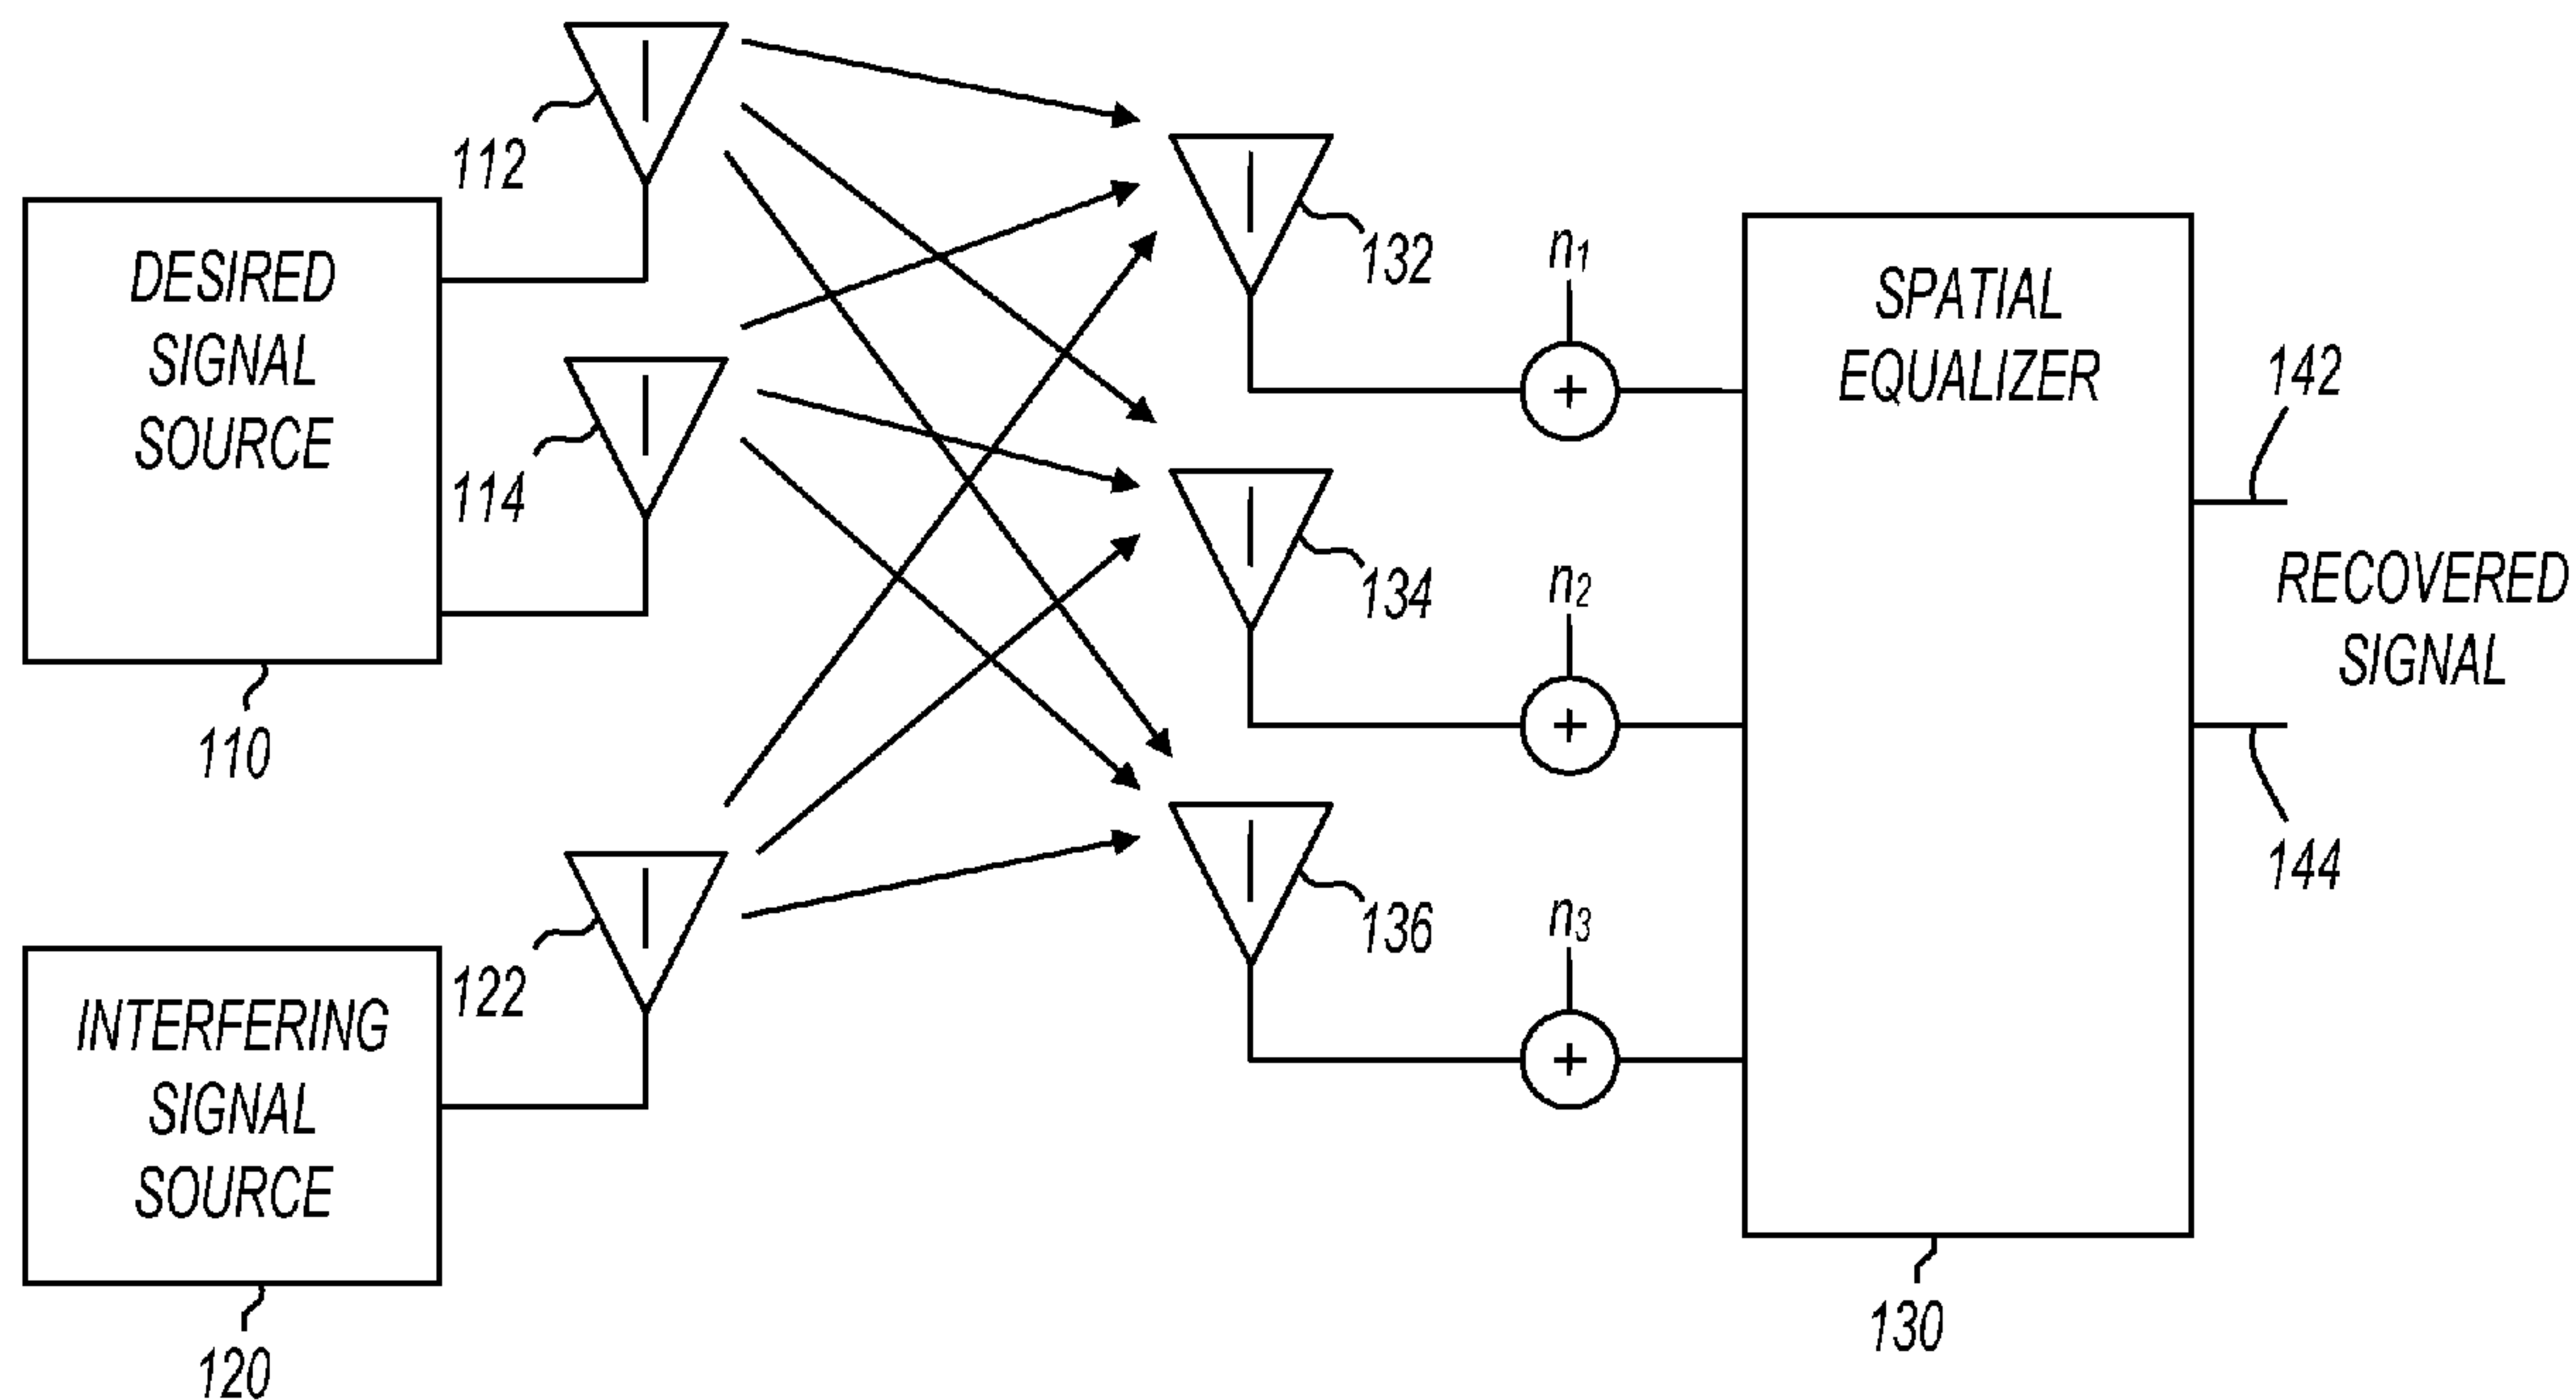 112
DESIRED
SIGNAL
SOURCE
114
110
132
n1
SPATIAL
EQUALIZER
142
134
n2
RECOVERED
SIGNAL
144
122
136
n3
INTERFERING
SIGNAL
SOURCE
120
130